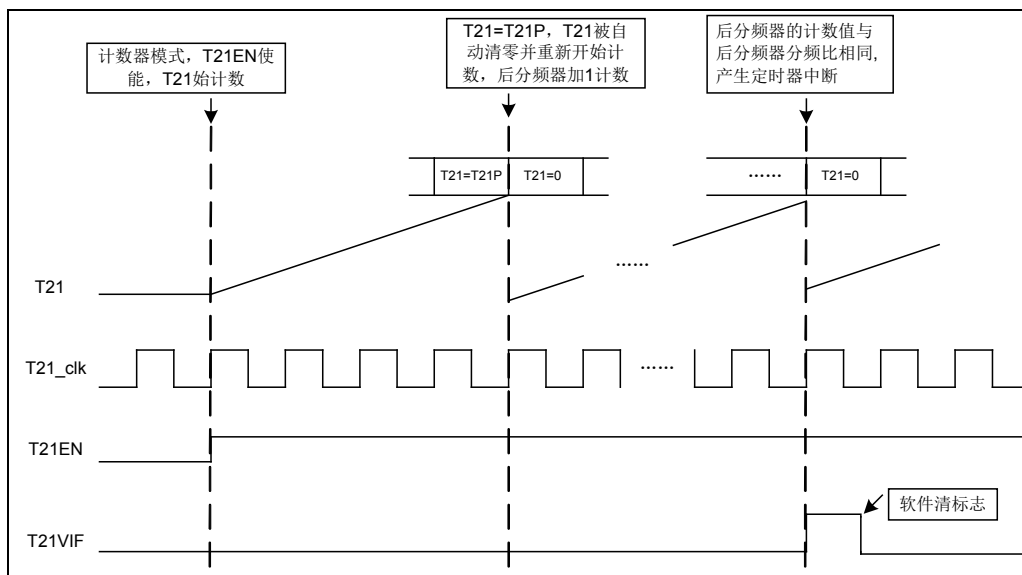 计数器模式，T21EN使
能，T21始计数
T21=T21P，T21被自
动清零并重新开始计
数，后分频器加1计数
后分频器的计数值与
后分频器分频比相同,
产生定时器中断
T21=T21P
T21=0
……
T21=0
……
T21
T21_clk
……
T21EN
软件清标志
T21VIF